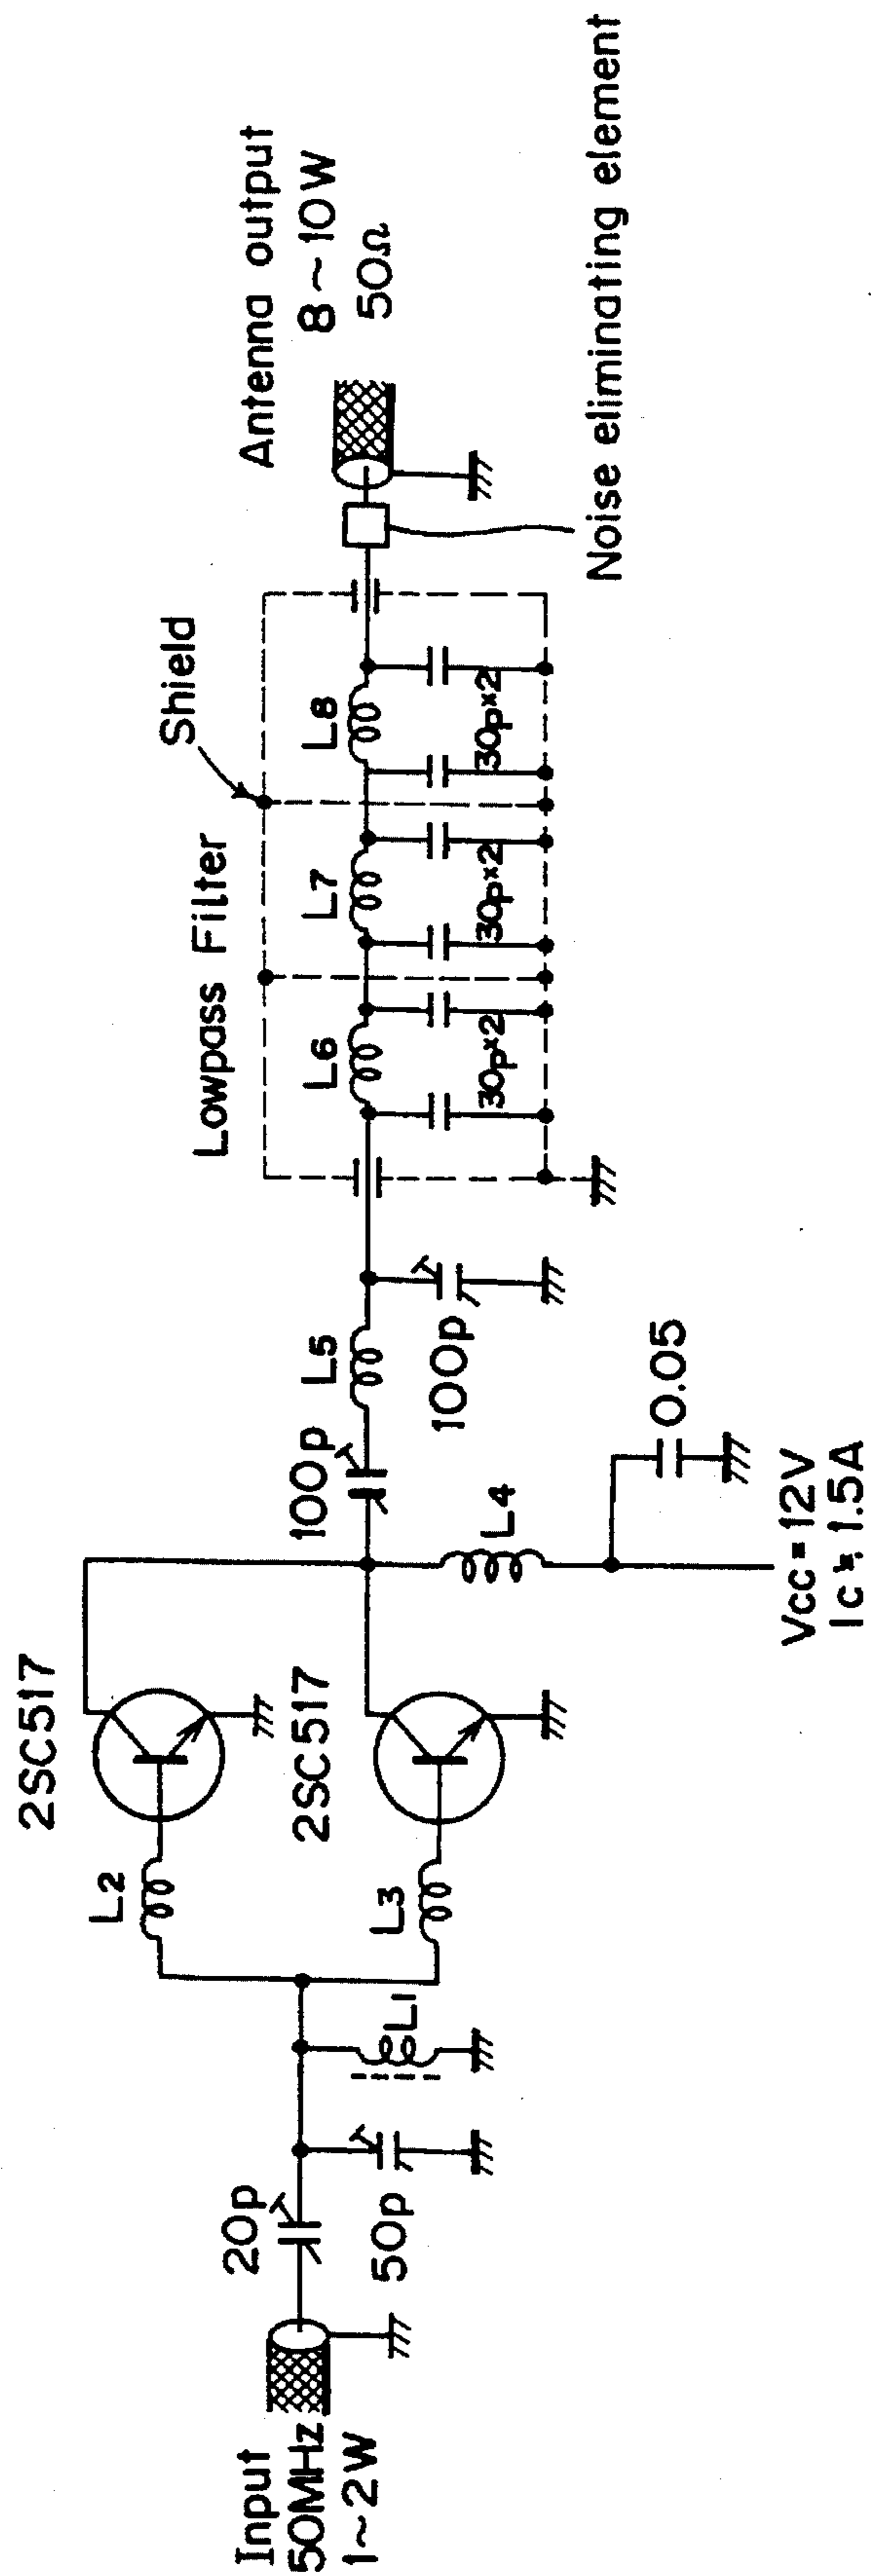 Input
50MHz
1~2W
20p
50p
L1
L2
L3
2SC517
2SC517
L4
Vcc=12V
Ic≒1.5A
0.05
100p
L5
100p
Lowpass Filter
Shield
L6
30p×2
L7
30p×2
L8
30p×2
Antenna output
8~10W
50Ω
Noise eliminating element